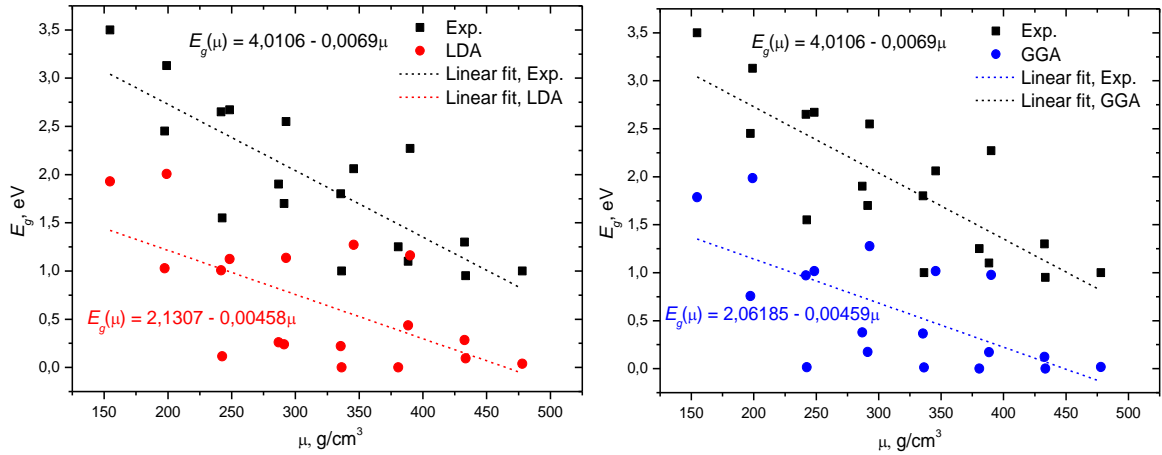 3,5
3,0
2,5
2,0
1,5
1,0
0,5
0,0
E_g, eV
E_g(μ) = 4,0106 - 0,0069μ
Exp.
LDA
Linear fit, Exp.
Linear fit, LDA
E_g(μ) = 2,1307 - 0,00458μ
150 200 250 300 350 400 450 500
μ, g/cm³
3,5
3,0
2,5
2,0
1,5
1,0
0,5
0,0
E_g, eV
E_g(μ) = 4,0106 - 0,0069μ
Exp.
GGA
Linear fit, Exp.
Linear fit, GGA
E_g(μ) = 2,06185 - 0,00459μ
150 200 250 300 350 400 450 500
μ, g/cm³